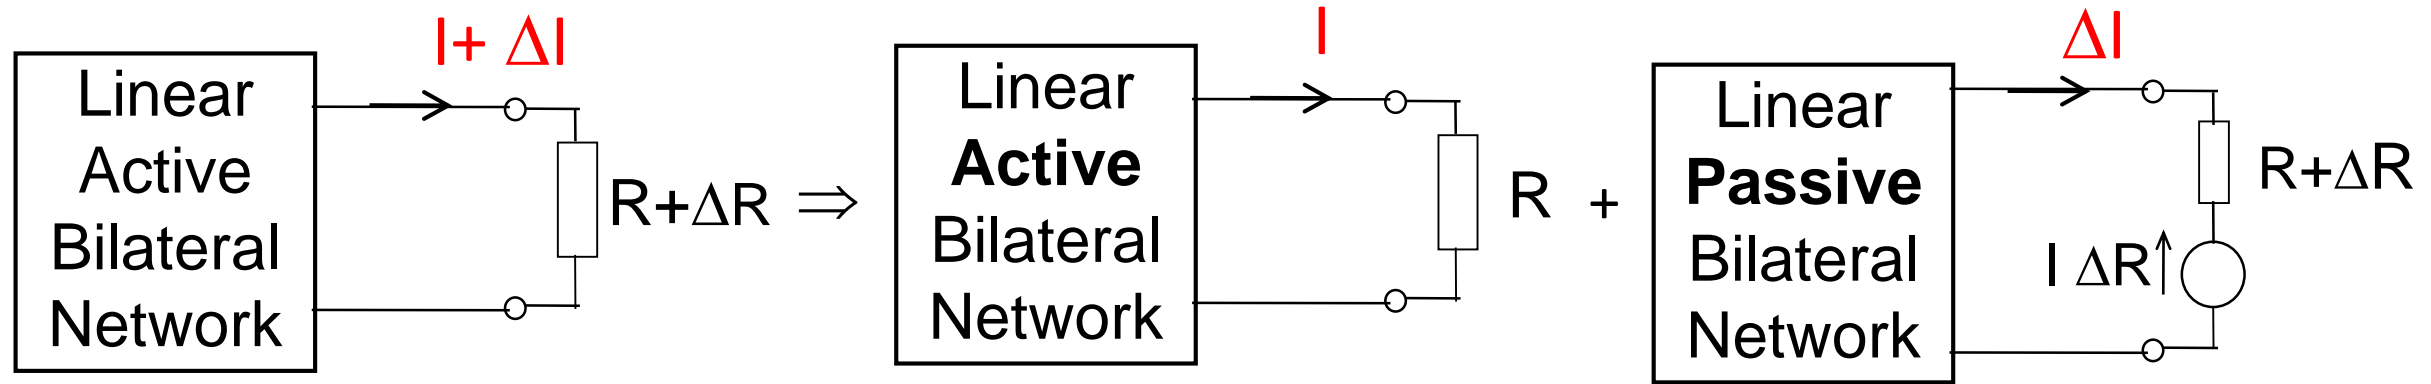 I+ ΔI
Linear
Active
Bilateral
Network
R+ΔR
⇒
I
Linear
Active
Bilateral
Network
R
+
ΔI
Linear
Passive
Bilateral
Network
R+ΔR
I ΔR